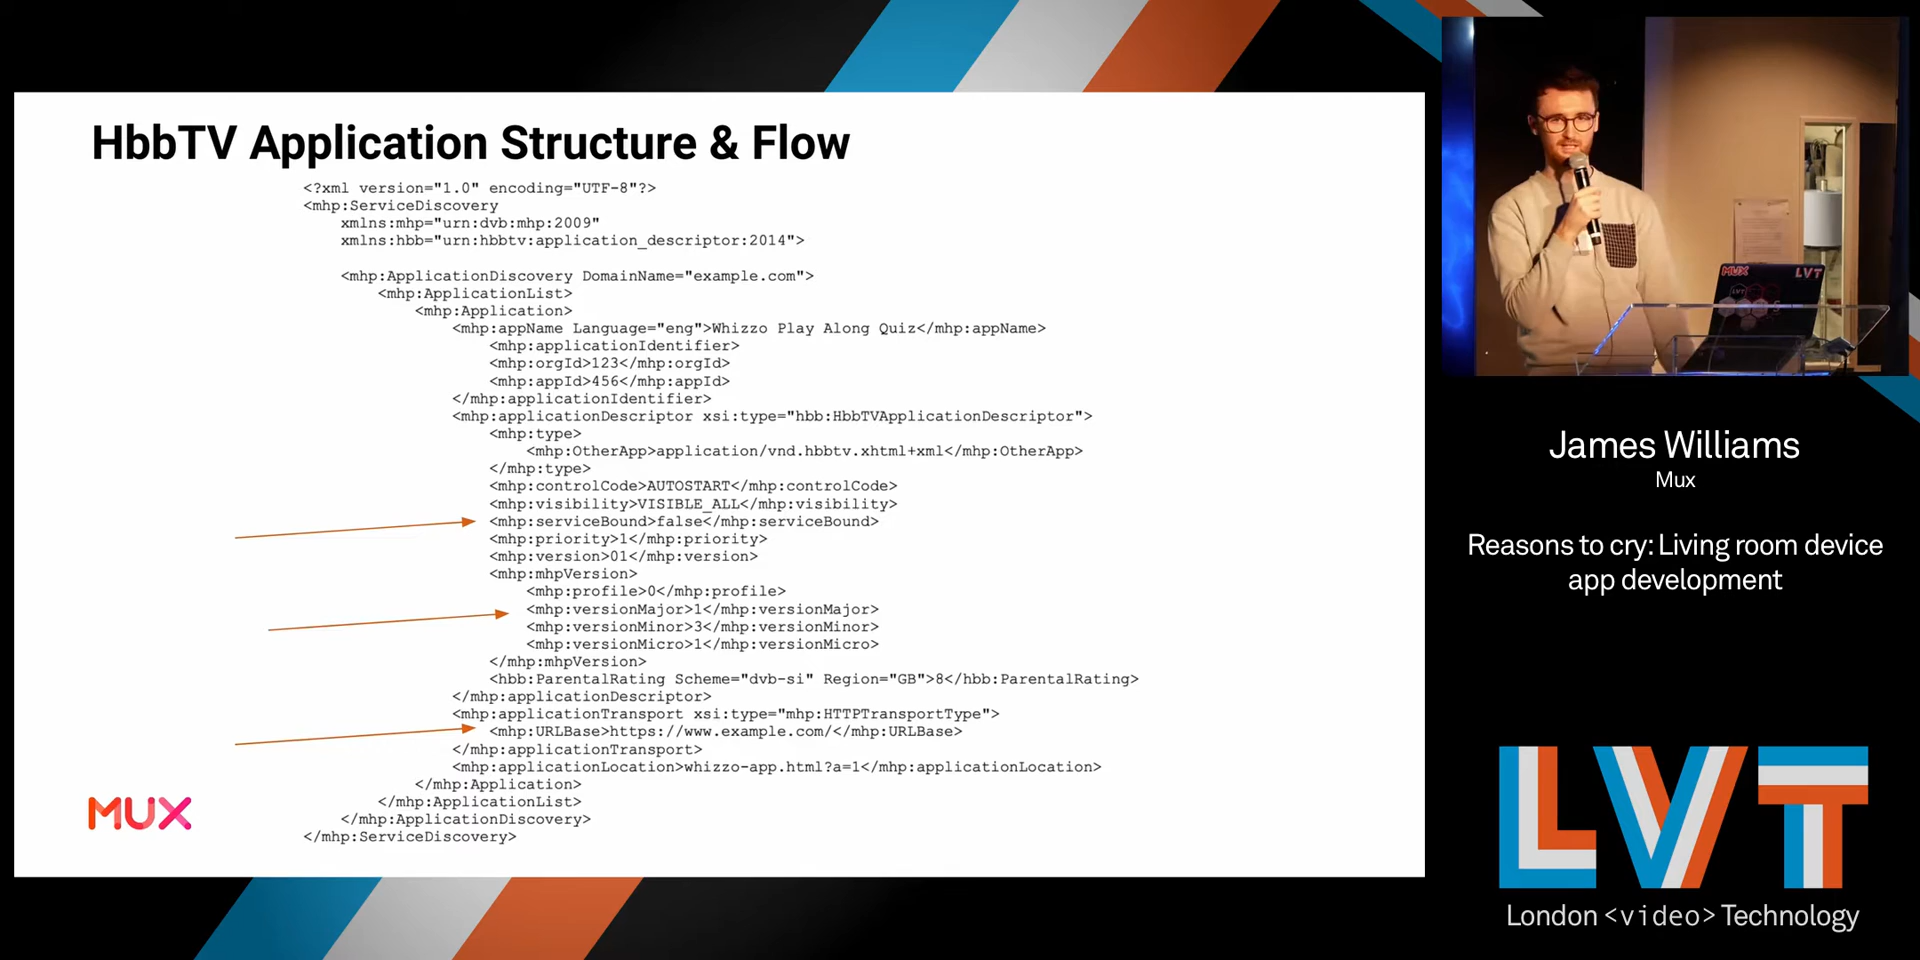 HbbTV Application Structure & Flow
<?xml version="1.0" encoding="UTF-8"?>
<mhp:ServiceDiscovery
xmlns:mhp="urn:dvb:mhp:2009"
xmlns:hbb="urn:hbbtv:application_descriptor:2014">
<mhp:ApplicationDiscovery DomainName="example.com">
<mhp:ApplicationList>
<mhp:Application>
<mhp:appName Language="eng">Whizzo Play Along Quiz</mhp:appName>
<mhp:applicationIdentifier>
<mhp:orgId>123</mhp:orgId>
<mhp:appId>456</mhp:appId>
</mhp:applicationIdentifier>
<mhp:applicationDescriptor xsi:type="hbb:HbbTVApplicationDescriptor">
<mhp:type>
<mhp:OtherApp>application/vnd.hbbtv.xhtml+xml</mhp:OtherApp>
</mhp:type>
<mhp:controlCode>AUTOSTART</mhp:controlCode>
<mhp:visibility>VISIBLE_ALL</mhp:visibility>
<mhp:serviceBound>false</mhp:serviceBound>
<mhp:priority>1</mhp:priority>
<mhp:version>01</mhp:version>
<mhp:mhpVersion>
<mhp:profile>0</mhp:profile>
<mhp:versionMajor>1</mhp:versionMajor>
<mhp:versionMinor>3</mhp:versionMinor>
<mhp:versionMicro>1</mhp:versionMicro>
</mhp:mhpVersion>
<hbb:ParentalRating Scheme="dvb-si" Region="GB">8</hbb:ParentalRating>
</mhp:applicationDescriptor>
<mhp:applicationTransport xsi:type="mhp:HTTPTransportType">
<mhp:URLBase>https://www.example.com/</mhp:URLBase>
</mhp:applicationTransport>
<mhp:applicationLocation>whizzo-app.html?a=1</mhp:applicationLocation>
</mhp:Application>
</mhp:ApplicationList>
</mhp:ApplicationDiscovery>
</mhp:ServiceDiscovery>
MUX
MUX LVT
LVT
James Williams
Mux
Reasons to cry: Living room device
app development
LVT
London <video> Technology